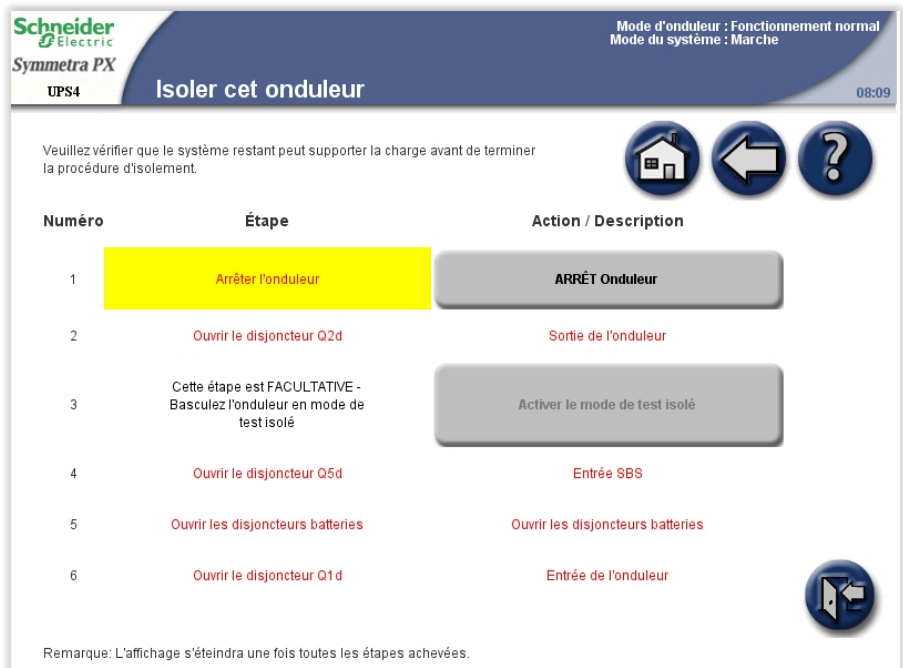 Schneider
Electric
Symmetra PX
UPS4
Isoler cet onduleur
Mode d'onduleur : Fonctionnement normal
Mode du système : Marche
08:09
Veuillez vérifier que le système restant peut supporter la charge avant de terminer
la procédure d'isolement.
?
Numéro Étape Action / Description
1 Arrêter l'onduleur ARRÊT Onduleur
2 Ouvrir le disjoncteur Q2d Sortie de l'onduleur
3 Cette étape est FACULTATIVE -
Basculez l'onduleur en mode de
test isolé
Activer le mode de test isolé
4 Ouvrir le disjoncteur Q5d Entrée SBS
5 Ouvrir les disjoncteurs batteries Ouvrir les disjoncteurs batteries
6 Ouvrir le disjoncteur Q1d Entrée de l'onduleur
Remarque: L'affichage s'éteindra une fois toutes les étapes achevées.